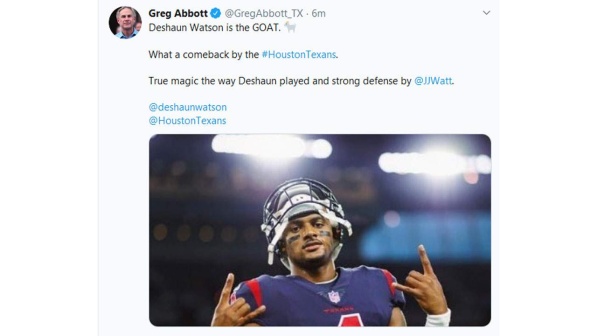 Greg Abbott @GregAbbott_TX · 6m
Deshaun Watson is the GOAT. 🐐
What a comeback by the #HoustonTexans.
True magic the way Deshaun played and strong defense by @JJWatt.
@deshaunwatson
@HoustonTexans